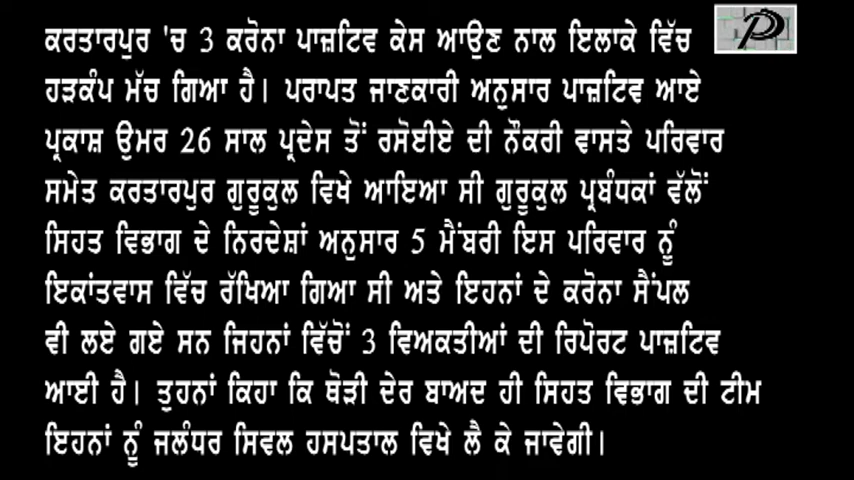 ਕਰਤਾਰਪੁਰ 'ਚ 3 ਕਰੋਨਾ ਪਾਜ਼ਟਿਵ ਕੇਸ ਆਉਣ ਨਾਲ ਇਲਾਕੇ ਵਿੱਚ
ਹੜਕੰਪ ਮੱਚ ਗਿਆ ਹੈ। ਪਰਾਪਤ ਜਾਣਕਾਰੀ ਅਨੁਸਾਰ ਪਾਜ਼ਟਿਵ ਆਏ
ਪ੍ਰਕਾਸ਼ ਉਮਰ 26 ਸਾਲ ਪ੍ਰਦੇਸ ਤੋਂ ਰਸੋਈਏ ਦੀ ਨੌਕਰੀ ਵਾਸਤੇ ਪਰਿਵਾਰ
ਸਮੇਤ ਕਰਤਾਰਪੁਰ ਗੁਰੂਕੁਲ ਵਿਖੇ ਆਇਆ ਸੀ ਗੁਰੂਕੁਲ ਪ੍ਰਬੰਧਕਾਂ ਵੱਲੋਂ
ਸਿਹਤ ਵਿਭਾਗ ਦੇ ਨਿਰਦੇਸ਼ਾਂ ਅਨੁਸਾਰ 5 ਮੈਂਬਰੀ ਇਸ ਪਰਿਵਾਰ ਨੂੰ
ਇਕਾਂਤਵਾਸ ਵਿੱਚ ਰੱਖਿਆ ਗਿਆ ਸੀ ਅਤੇ ਇਹਨਾਂ ਦੇ ਕਰੋਨਾ ਸੈਂਪਲ
ਵੀ ਲਏ ਗਏ ਸਨ ਜਿਹਨਾਂ ਵਿੱਚੋਂ 3 ਵਿਅਕਤੀਆਂ ਦੀ ਰਿਪੋਰਟ ਪਾਜ਼ਟਿਵ
ਆਈ ਹੈ। ਤੁਹਨਾਂ ਕਿਹਾ ਕਿ ਥੋੜੀ ਦੇਰ ਬਾਅਦ ਹੀ ਸਿਹਤ ਵਿਭਾਗ ਦੀ ਟੀਮ
ਇਹਨਾਂ ਨੂੰ ਜਲੰਧਰ ਸਿਵਲ ਹਸਪਤਾਲ ਵਿਖੇ ਲੈ ਕੇ ਜਾਵੇਗੀ।